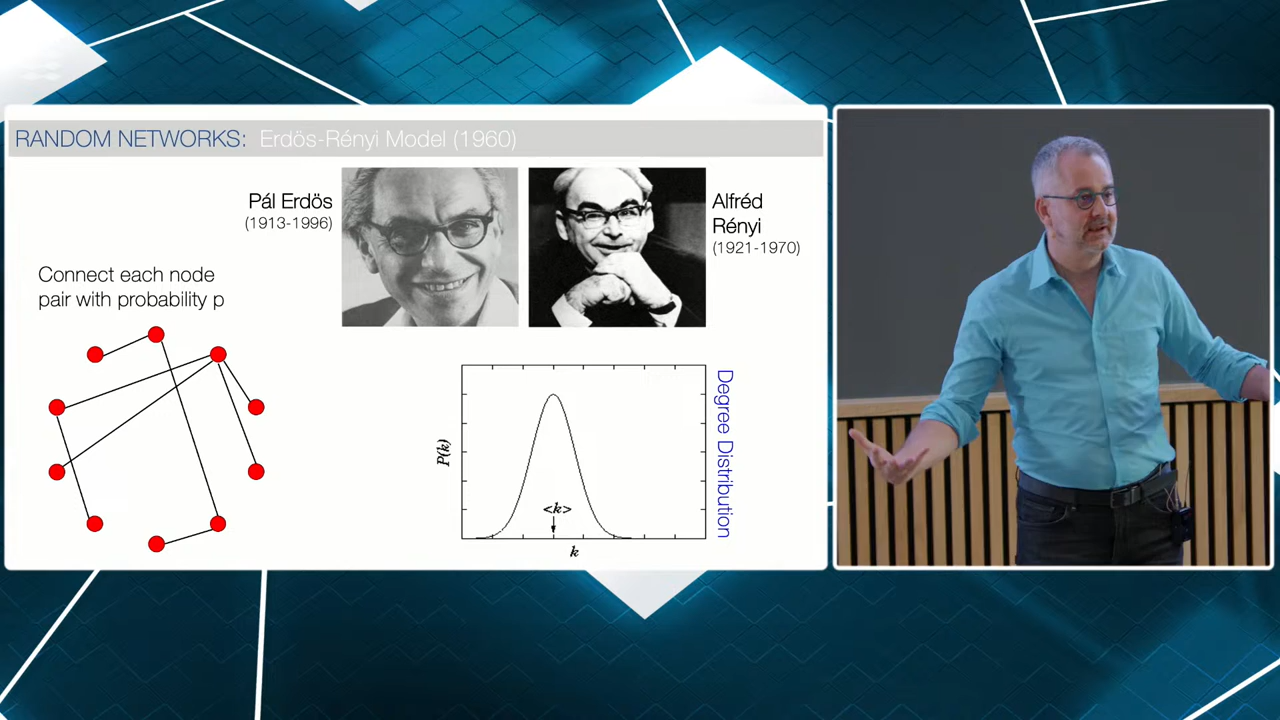 RANDOM NETWORKS: Erdös-Rényi Model (1960)
Pál Erdös
(1913-1996)
Alfréd
Rényi
(1921-1970)
Connect each node
pair with probability p
P(k)
<k>
k
Degree Distribution